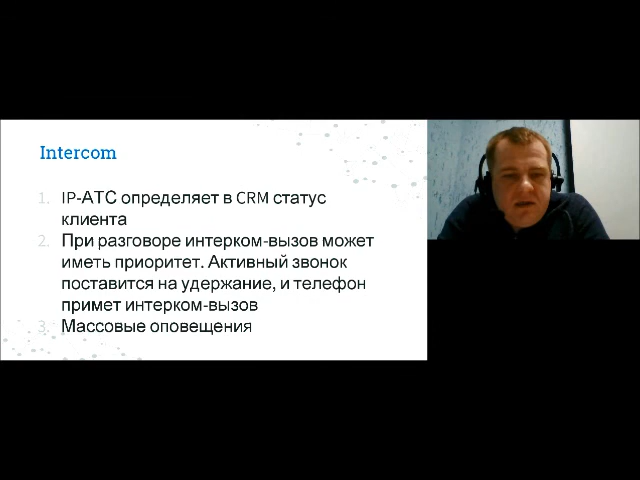 Intercom
1. IP-АТС определяет в CRM статус
клиента
2. При разговоре интерком-вызов может
иметь приоритет. Активный звонок
поставится на удержание, и телефон
примет интерком-вызов
3. Массовые оповещения